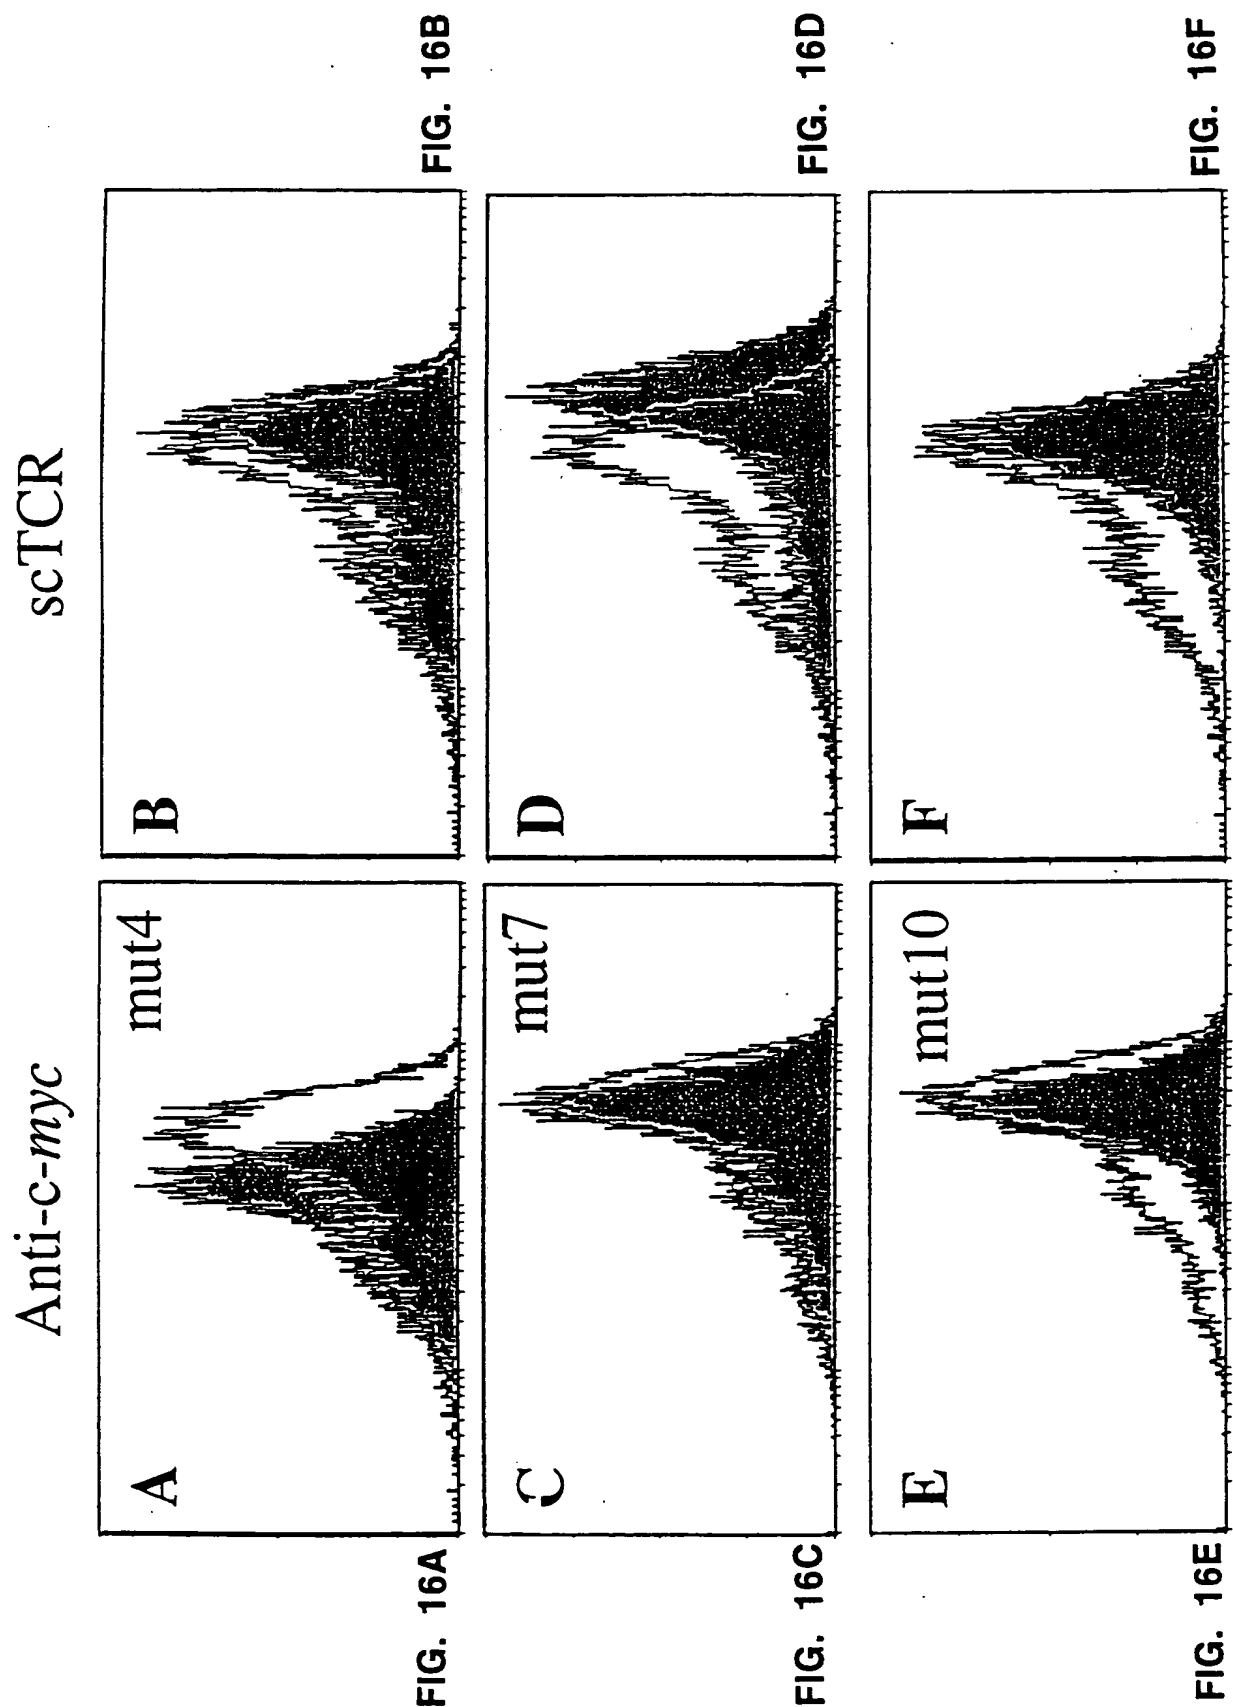 Anti-c-myc
scTCR
A
mut4
B
FIG. 16A
FIG. 16B
C
mut7
D
FIG. 16C
FIG. 16D
E
mut10
F
FIG. 16E
FIG. 16F